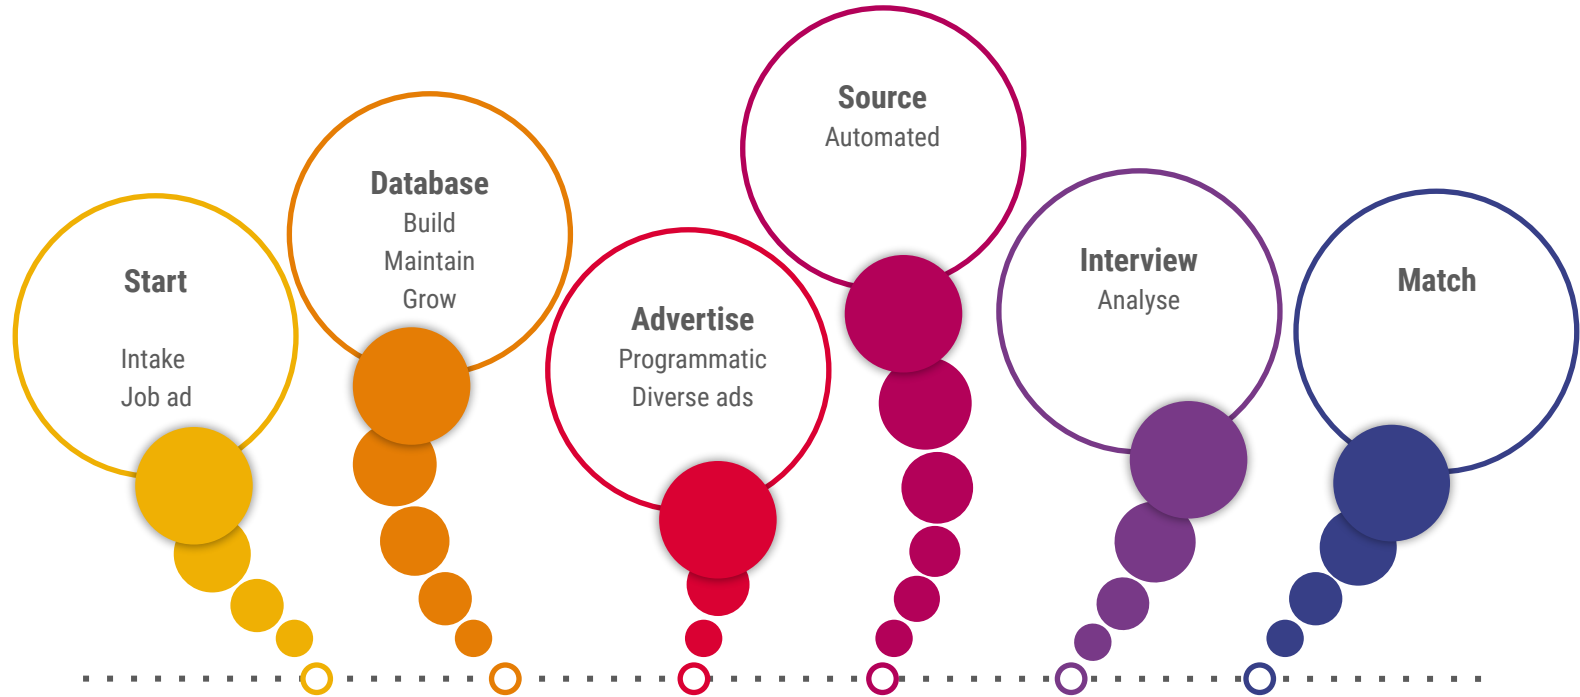 Start
Intake
Job ad
Database
Build
Maintain
Grow
Advertise
Programmatic
Diverse ads
Source
Automated
Interview
Analyse
Match